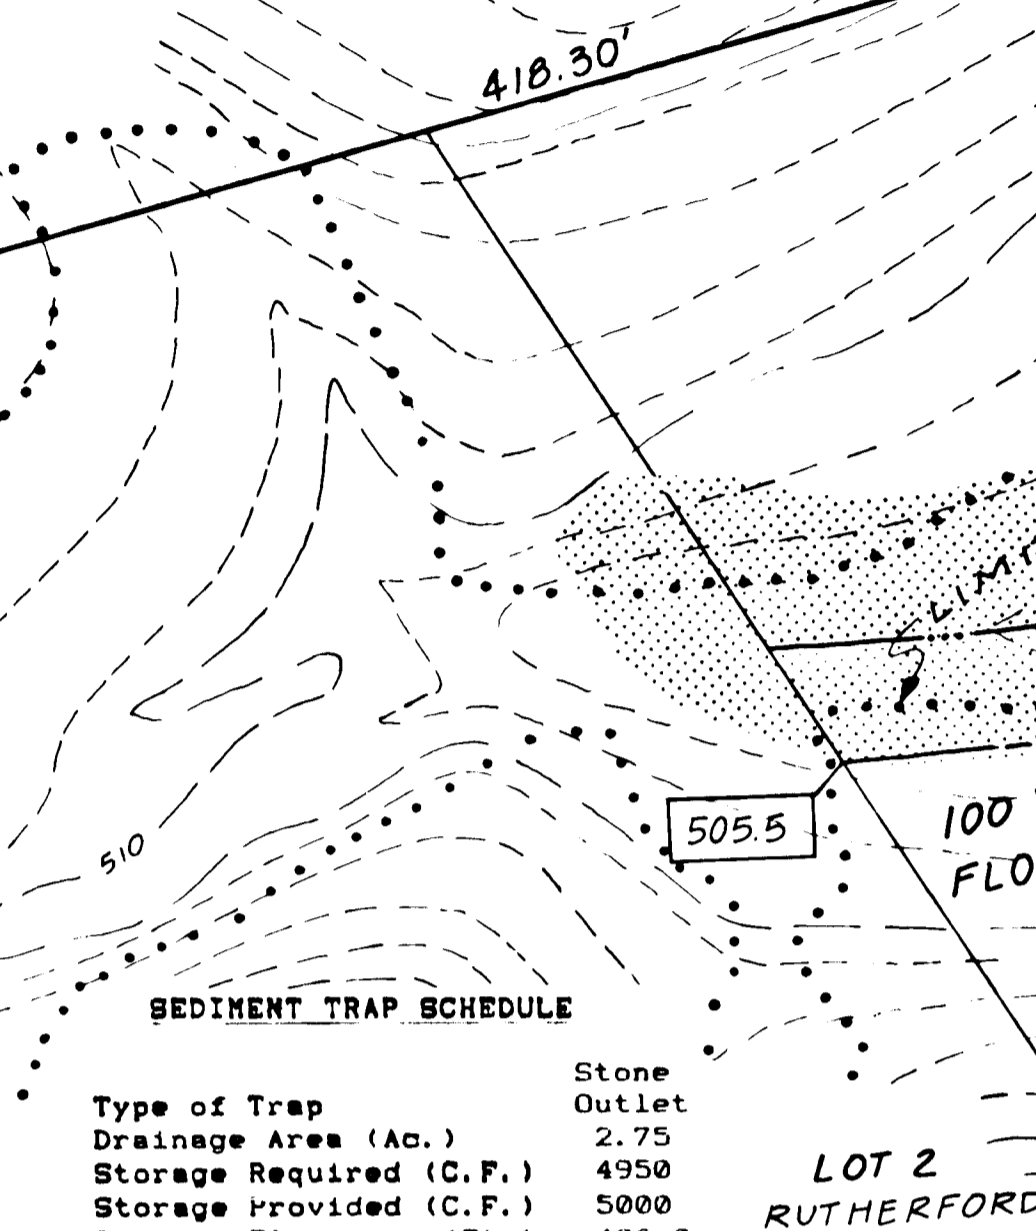 418.30'
LIMI
505.5
100
FLO
510
SEDIMENT TRAP SCHEDULE
Stone
Type of Trap Outlet
Drainage Area (Ac.) 2.75
Storage Required (C.F.) 4950
Storage Provided (C.F.) 5000
LOT 2
RUTHERFORD